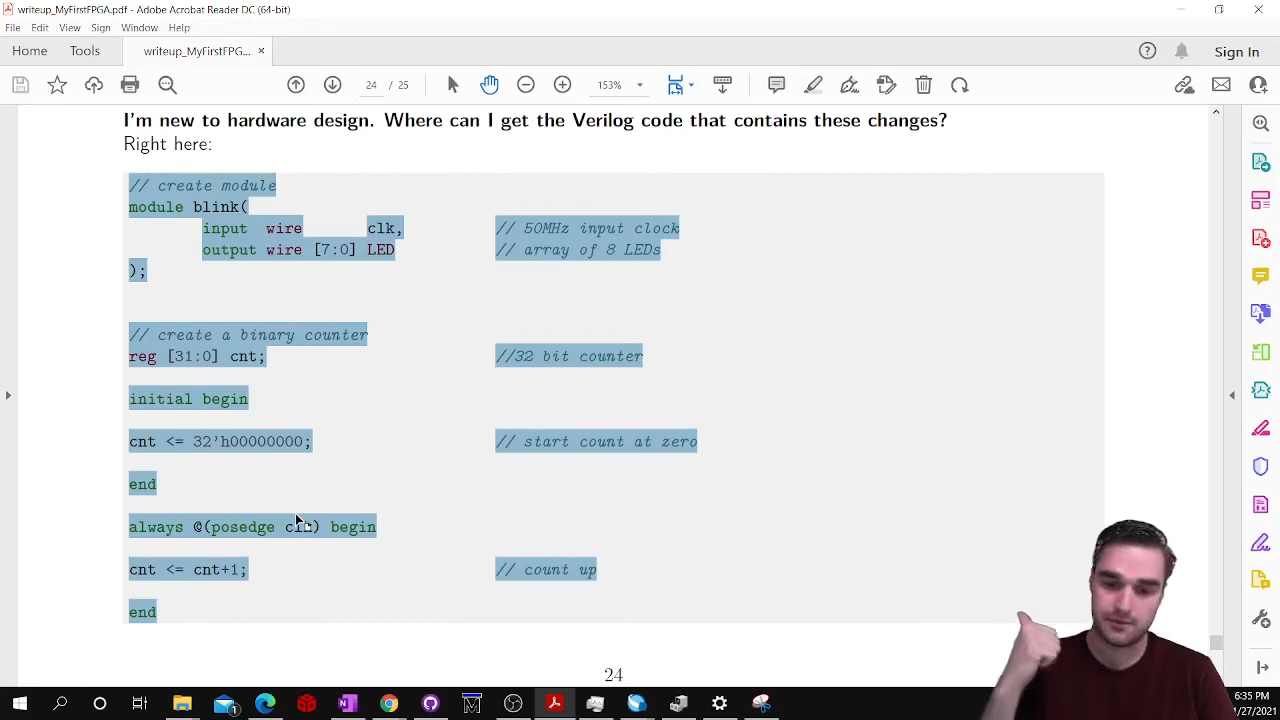 writeup_MyFirstFPGA.pdf - Adobe Acrobat Reader DC (64-bit)
File Edit View Sign Window Help
Home Tools writeup_MyFirstFPG... × Sign In
24 / 25 153%
I'm new to hardware design. Where can I get the Verilog code that contains these changes?
Right here:
// create module
module blink(
input wire clk, // 50MHz input clock
output wire [7:0] LED // array of 8 LEDs
);
// create a binary counter
reg [31:0] cnt; //32 bit counter
initial begin
cnt <= 32'h00000000; // start count at zero
end
always @(posedge clk) begin
cnt <= cnt+1; // count up
end
24
6:35 PM
1/27/2021